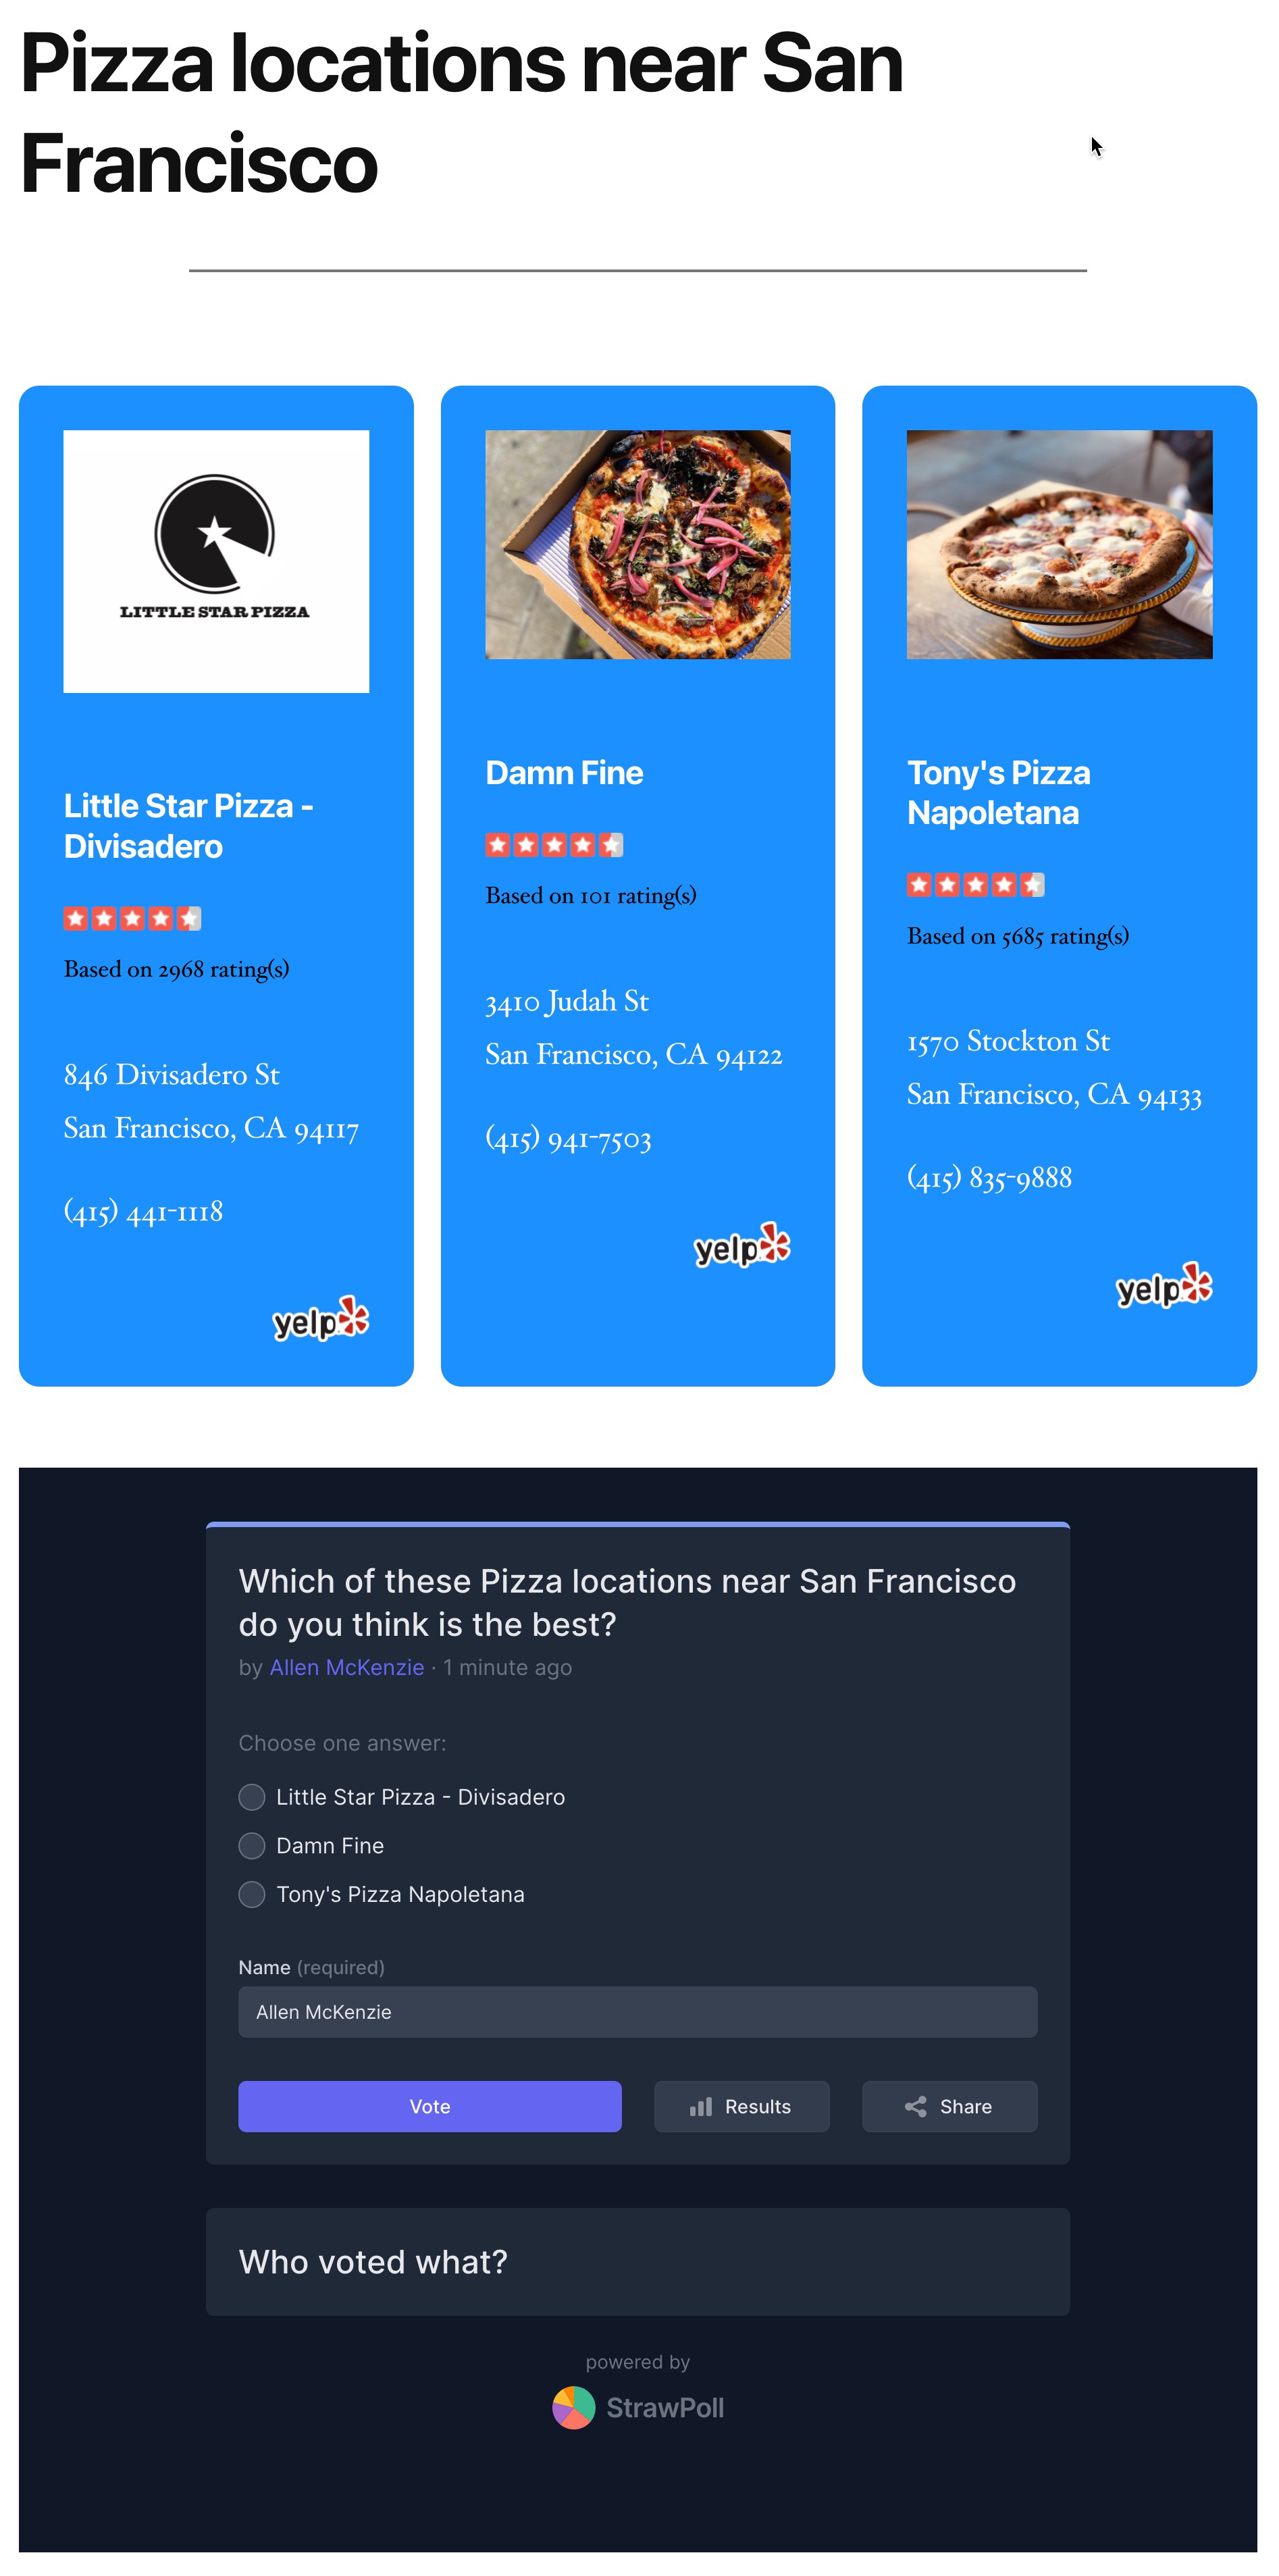 Pizza locations near San
Francisco
LITTLE STAR PIZZA
Little Star Pizza -
Divisadero
Based on 2968 rating(s)
846 Divisadero St
San Francisco, CA 94117
(415) 441-1118
yelp
Damn Fine
Based on 101 rating(s)
3410 Judah St
San Francisco, CA 94122
(415) 941-7503
yelp
Tony's Pizza
Napoletana
Based on 5685 rating(s)
1570 Stockton St
San Francisco, CA 94133
(415) 835-9888
yelp
Which of these Pizza locations near San Francisco
do you think is the best?
by Allen McKenzie · 1 minute ago
Choose one answer:
Little Star Pizza - Divisadero
Damn Fine
Tony's Pizza Napoletana
Name (required)
Allen McKenzie
Vote Results Share
Who voted what?
powered by
StrawPoll